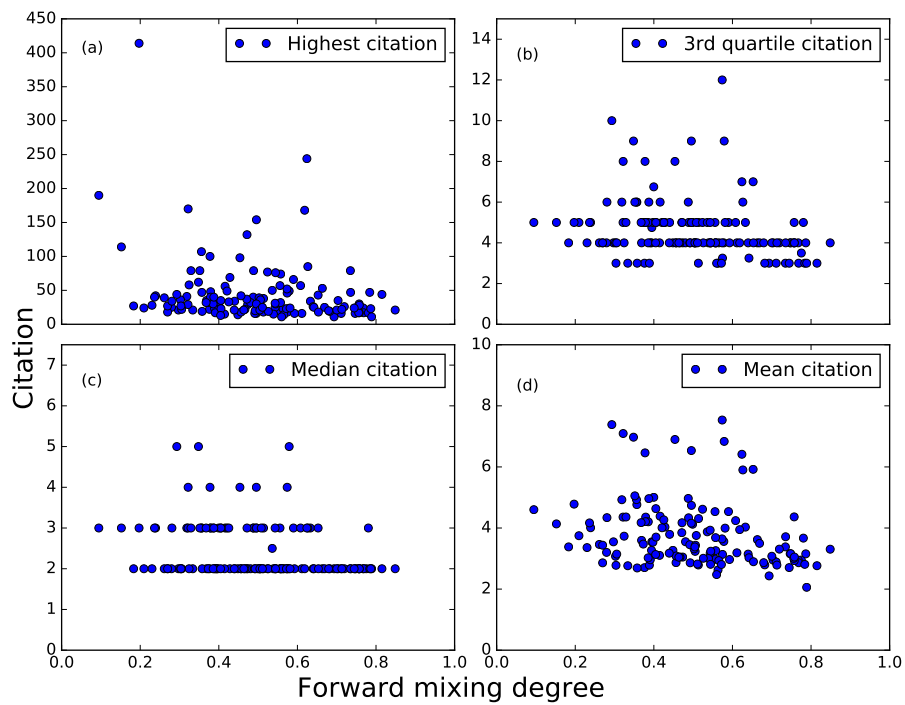 450
400
350
300
250
200
150
100
50
0
(a)
Highest citation
14
12
10
8
6
4
2
0
(b)
3rd quartile citation
Citation
7
6
5
4
3
2
1
0
(c)
Median citation
0.0 0.2 0.4 0.6 0.8 1.0
10
8
6
4
2
0
(d)
Mean citation
0.0 0.2 0.4 0.6 0.8 1.0
Forward mixing degree